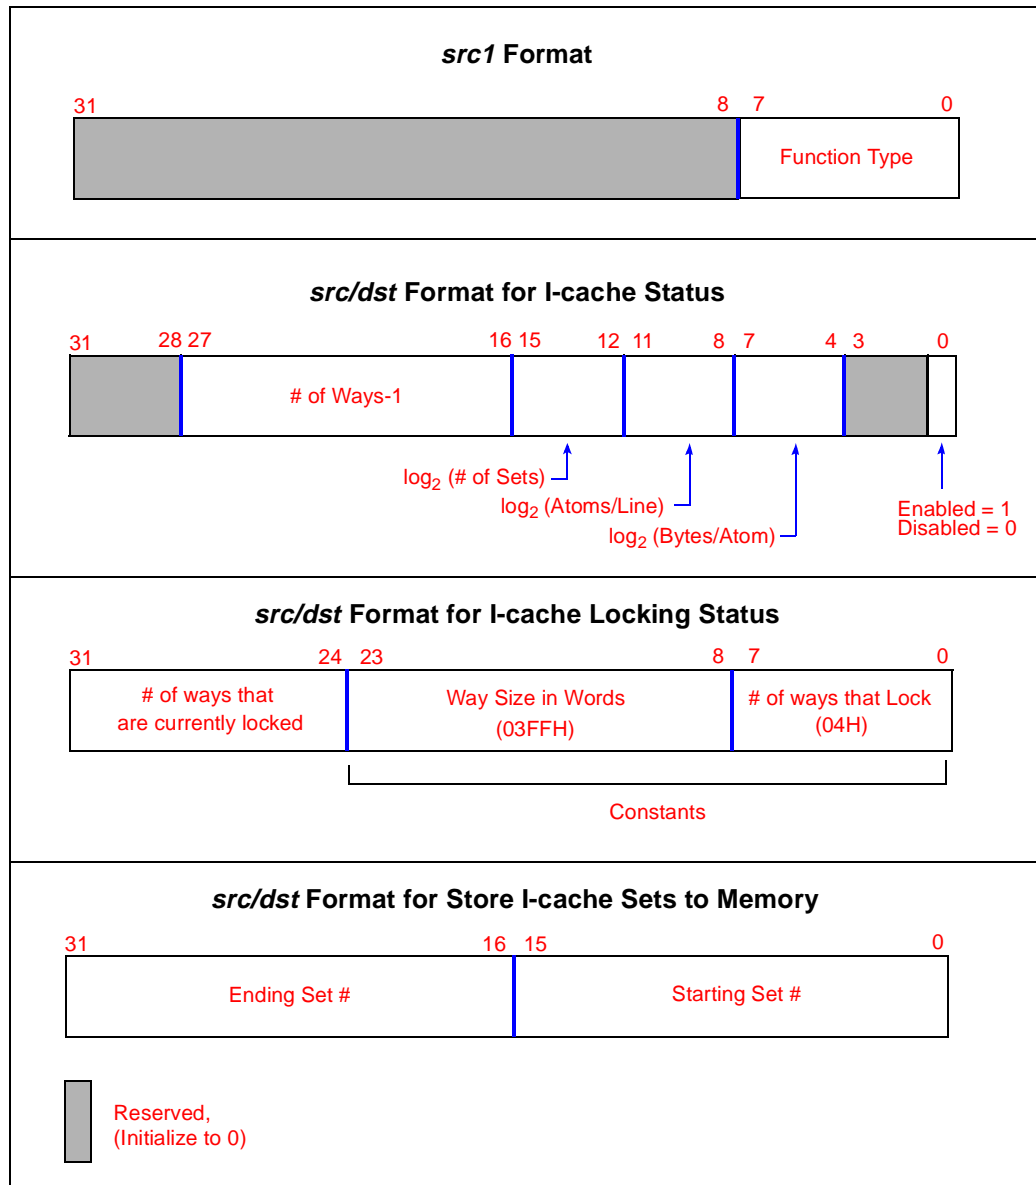 src1 Format
31 8 7 0
Function Type
src/dst Format for I-cache Status
31 28 27 16 15 12 11 8 7 4 3 0
# of Ways-1
log2 (# of Sets)
log2 (Atoms/Line)
log2 (Bytes/Atom)
Enabled = 1
Disabled = 0
src/dst Format for I-cache Locking Status
31 24 23 8 7 0
# of ways that
are currently locked
Way Size in Words
(03FFH)
# of ways that Lock
(04H)
Constants
src/dst Format for Store I-cache Sets to Memory
31 16 15 0
Ending Set #
Starting Set #
Reserved,
(Initialize to 0)